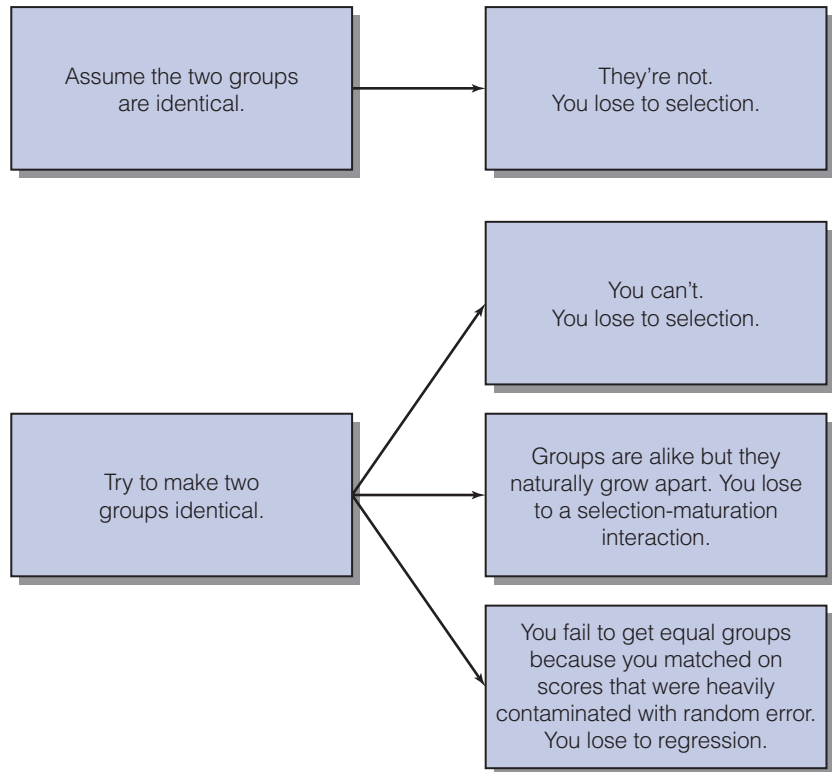 Assume the two groups
are identical.
They're not.
You lose to selection.
You can't.
You lose to selection.
Try to make two
groups identical.
Groups are alike but they
naturally grow apart. You lose
to a selection-maturation
interaction.
You fail to get equal groups
because you matched on
scores that were heavily
contaminated with random error.
You lose to regression.